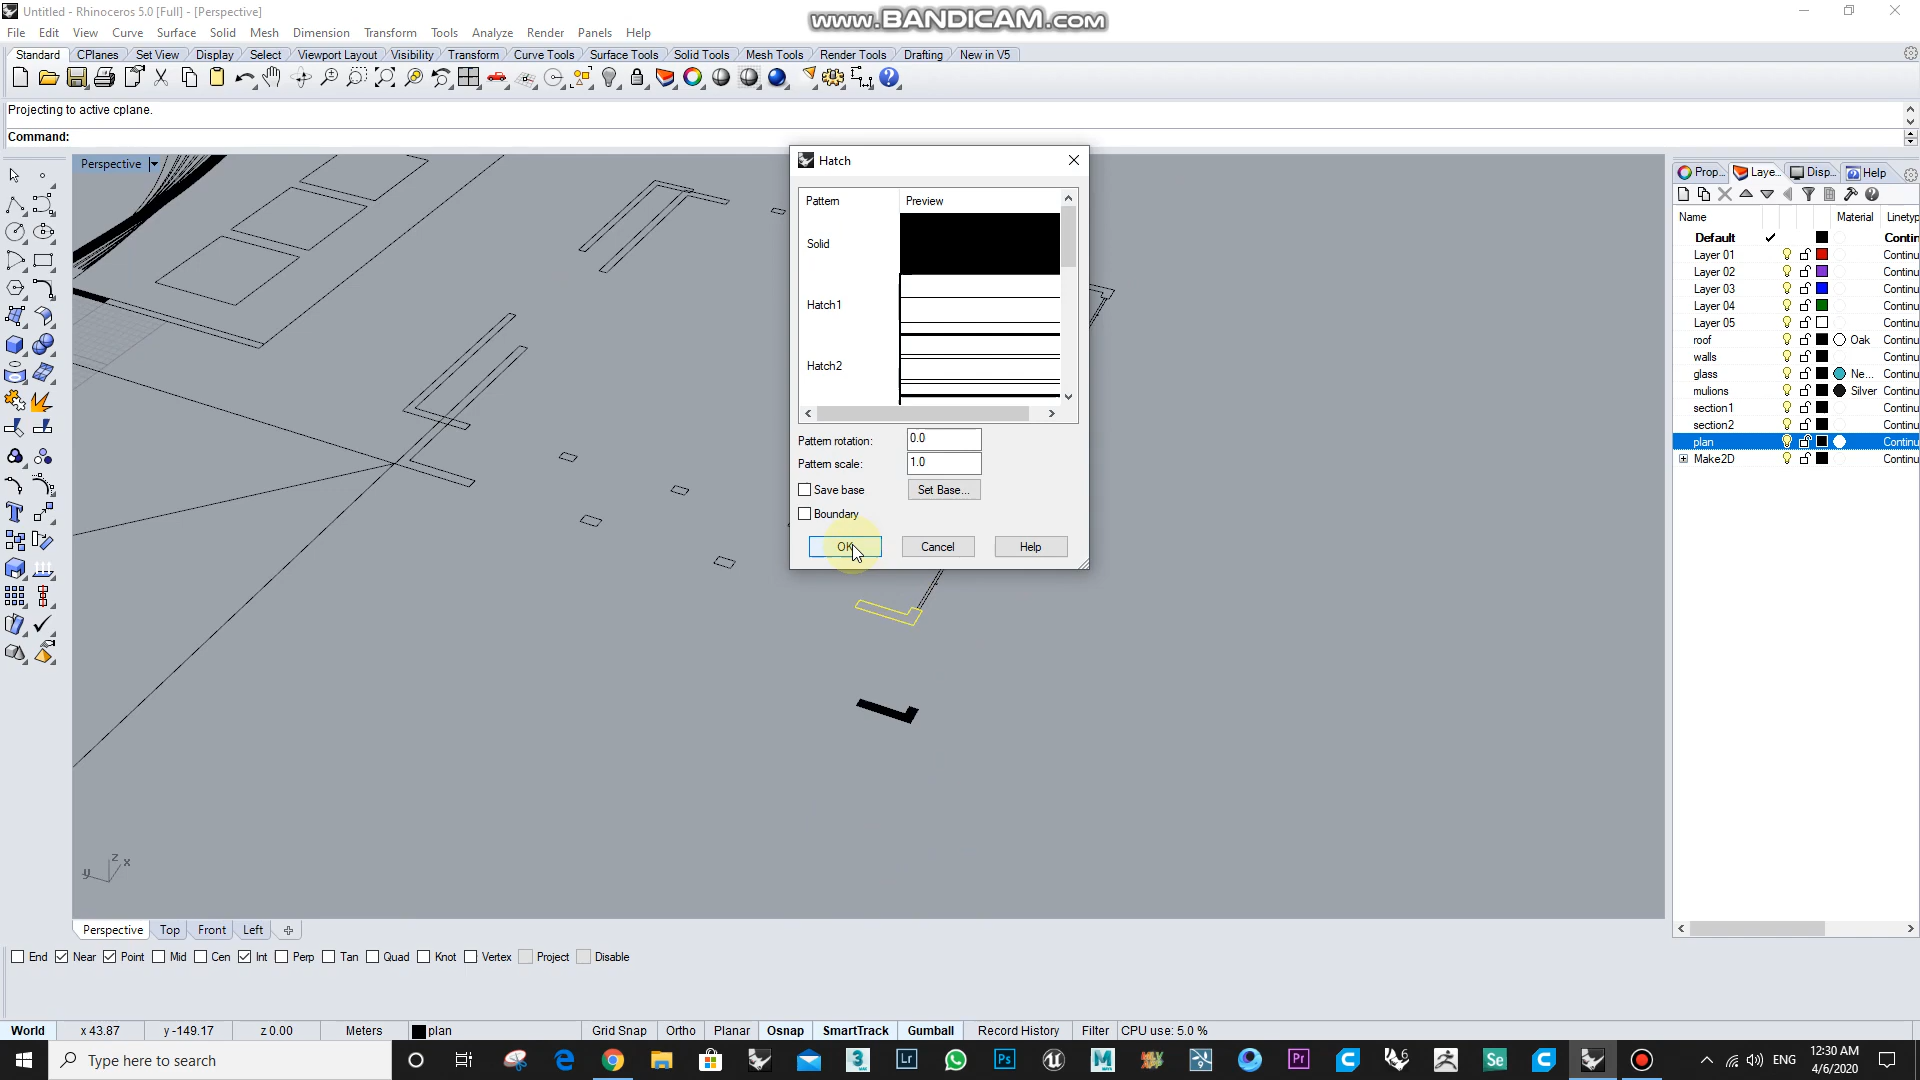 Untitled - Rhinoceros 5.0 [Full] - [Perspective]
www.BANDICAM.com
File Edit View Curve Surface Solid Mesh Dimension Transform Tools Analyze Render Panels Help
Standard CPlanes Set View Display Select Viewport Layout Visibility Transform Curve Tools Surface Tools Solid Tools Mesh Tools Render Tools Drafting New in V5
Projecting to active cplane.
Command:
Perspective
Hatch
Pattern Preview
Solid
Hatch1
Hatch2
Pattern rotation: 0.0
Pattern scale: 1.0
Save base Set Base...
Boundary
OK Cancel Help
Prop... Laye... Disp... Help
Name Material Linetyp
Default Contin
Layer 01 Continu
Layer 02 Continu
Layer 03 Continu
Layer 04 Continu
Layer 05 Continu
roof Oak Continu
walls Continu
glass Ne... Continu
mulions Silver Continu
section1 Continu
section2 Continu
plan Continu
Make2D Continu
z
y x
Perspective Top Front Left
End Near Point Mid Cen Int Perp Tan Quad Knot Vertex Project Disable
World x 43.87 y -149.17 z 0.00 Meters plan Grid Snap Ortho Planar Osnap SmartTrack Gumball Record History Filter CPU use: 5.0 %
Type here to search
ENG
12:30 AM
4/6/2020